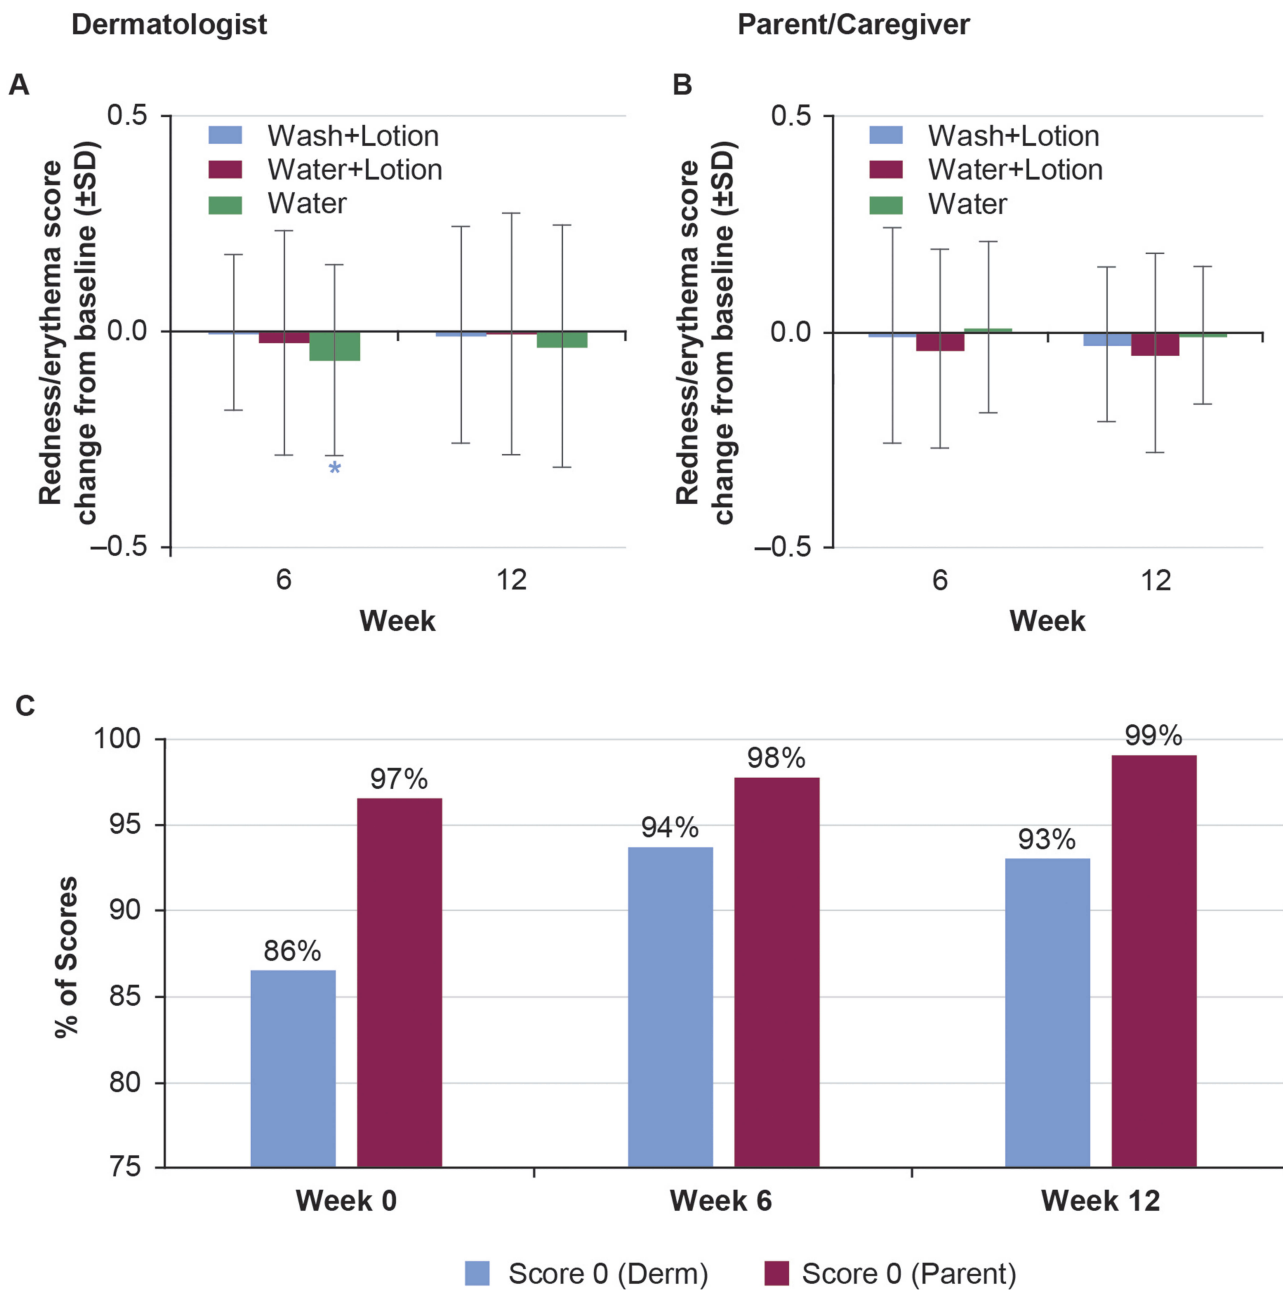 Dermatologist
Parent/Caregiver
A
0.5
0.0
–0.5
Redness/erythema score
change from baseline (±SD)
Wash+Lotion
Water+Lotion
Water
*
6
12
Week
B
0.5
0.0
–0.5
Redness/erythema score
change from baseline (±SD)
Wash+Lotion
Water+Lotion
Water
6
12
Week
C
100
95
90
85
80
75
% of Scores
86%
97%
94%
98%
93%
99%
Week 0
Week 6
Week 12
Score 0 (Derm)
Score 0 (Parent)